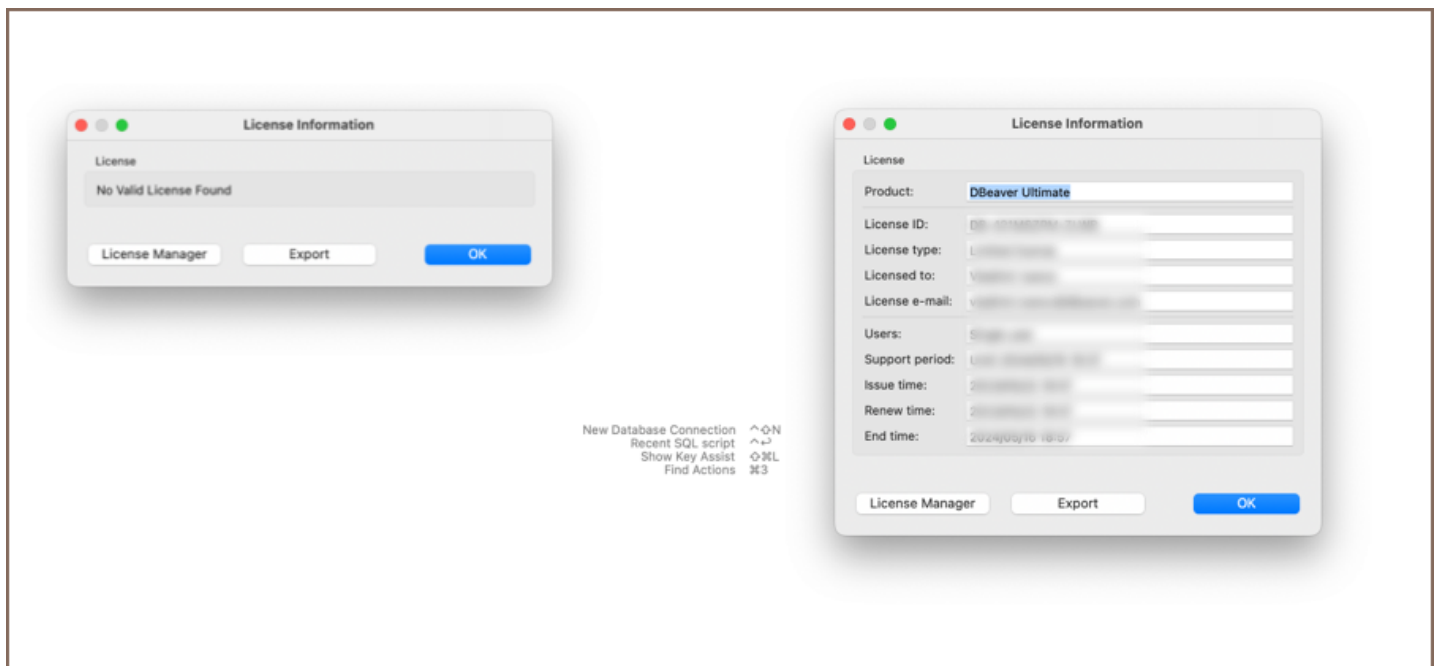 License Information
License
No Valid License Found
License Manager
Export
OK
New Database Connection ^⇧N
Recent SQL script ^↩
Show Key Assist ⇧⌘L
Find Actions ⌘3
License Information
License
Product: DBeaver Ultimate
License ID:
License type:
Licensed to:
License e-mail:
Users:
Support period:
Issue time:
Renew time:
End time:
License Manager
Export
OK